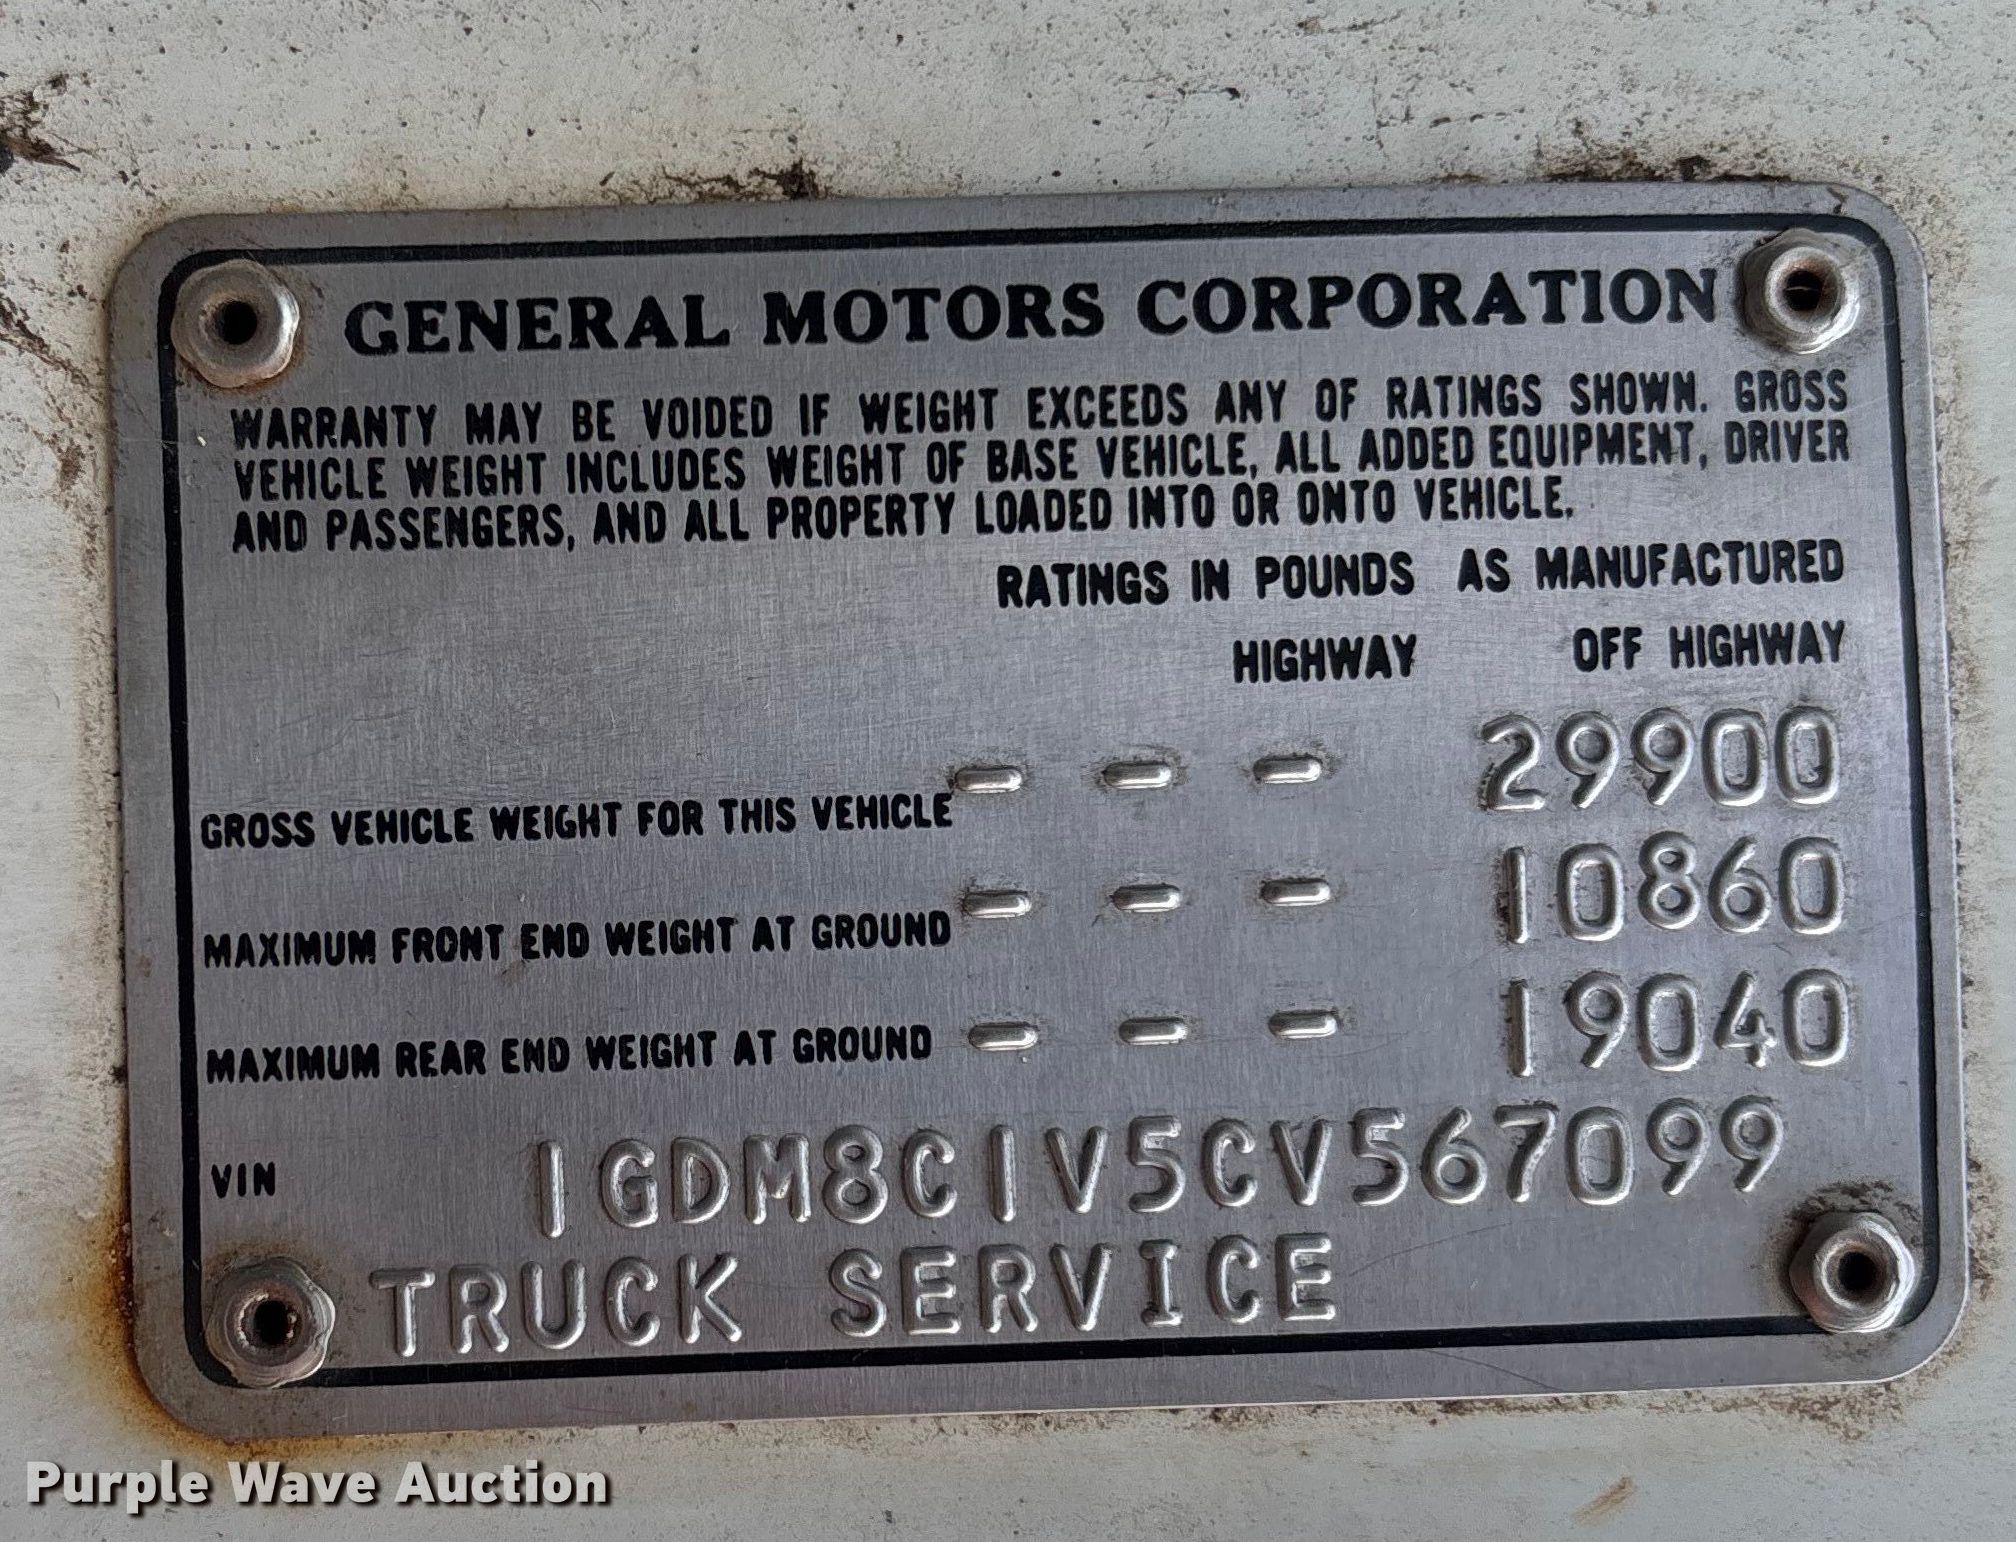 GENERAL MOTORS CORPORATION
WARRANTY MAY BE VOIDED IF WEIGHT EXCEEDS ANY OF RATINGS SHOWN. GROSS
VEHICLE WEIGHT INCLUDES WEIGHT OF BASE VEHICLE, ALL ADDED EQUIPMENT, DRIVER
AND PASSENGERS, AND ALL PROPERTY LOADED INTO OR ONTO VEHICLE.
RATINGS IN POUNDS AS MANUFACTURED
HIGHWAY OFF HIGHWAY
GROSS VEHICLE WEIGHT FOR THIS VEHICLE - - - 29900
MAXIMUM FRONT END WEIGHT AT GROUND - - - 10860
MAXIMUM REAR END WEIGHT AT GROUND - - - 19040
VIN 1GDM8C1V5CV567099
TRUCK SERVICE
Purple Wave Auction